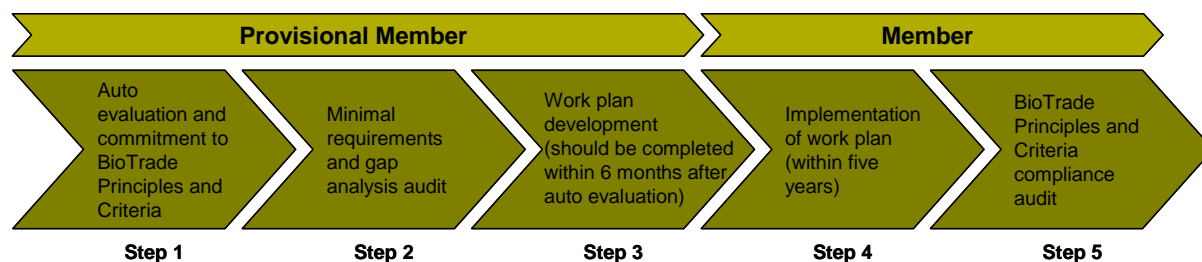 Provisional Member
Member
Auto
evaluation and
commitment to
BioTrade
Principles and
Criteria
Minimal
requirements
and gap
analysis audit
Work plan
development
(should be completed
within 6 months after
auto evaluation)
Implementation
of work plan
(within five
years)
BioTrade
Principles and
Criteria
compliance
audit
Step 1
Step 2
Step 3
Step 4
Step 5